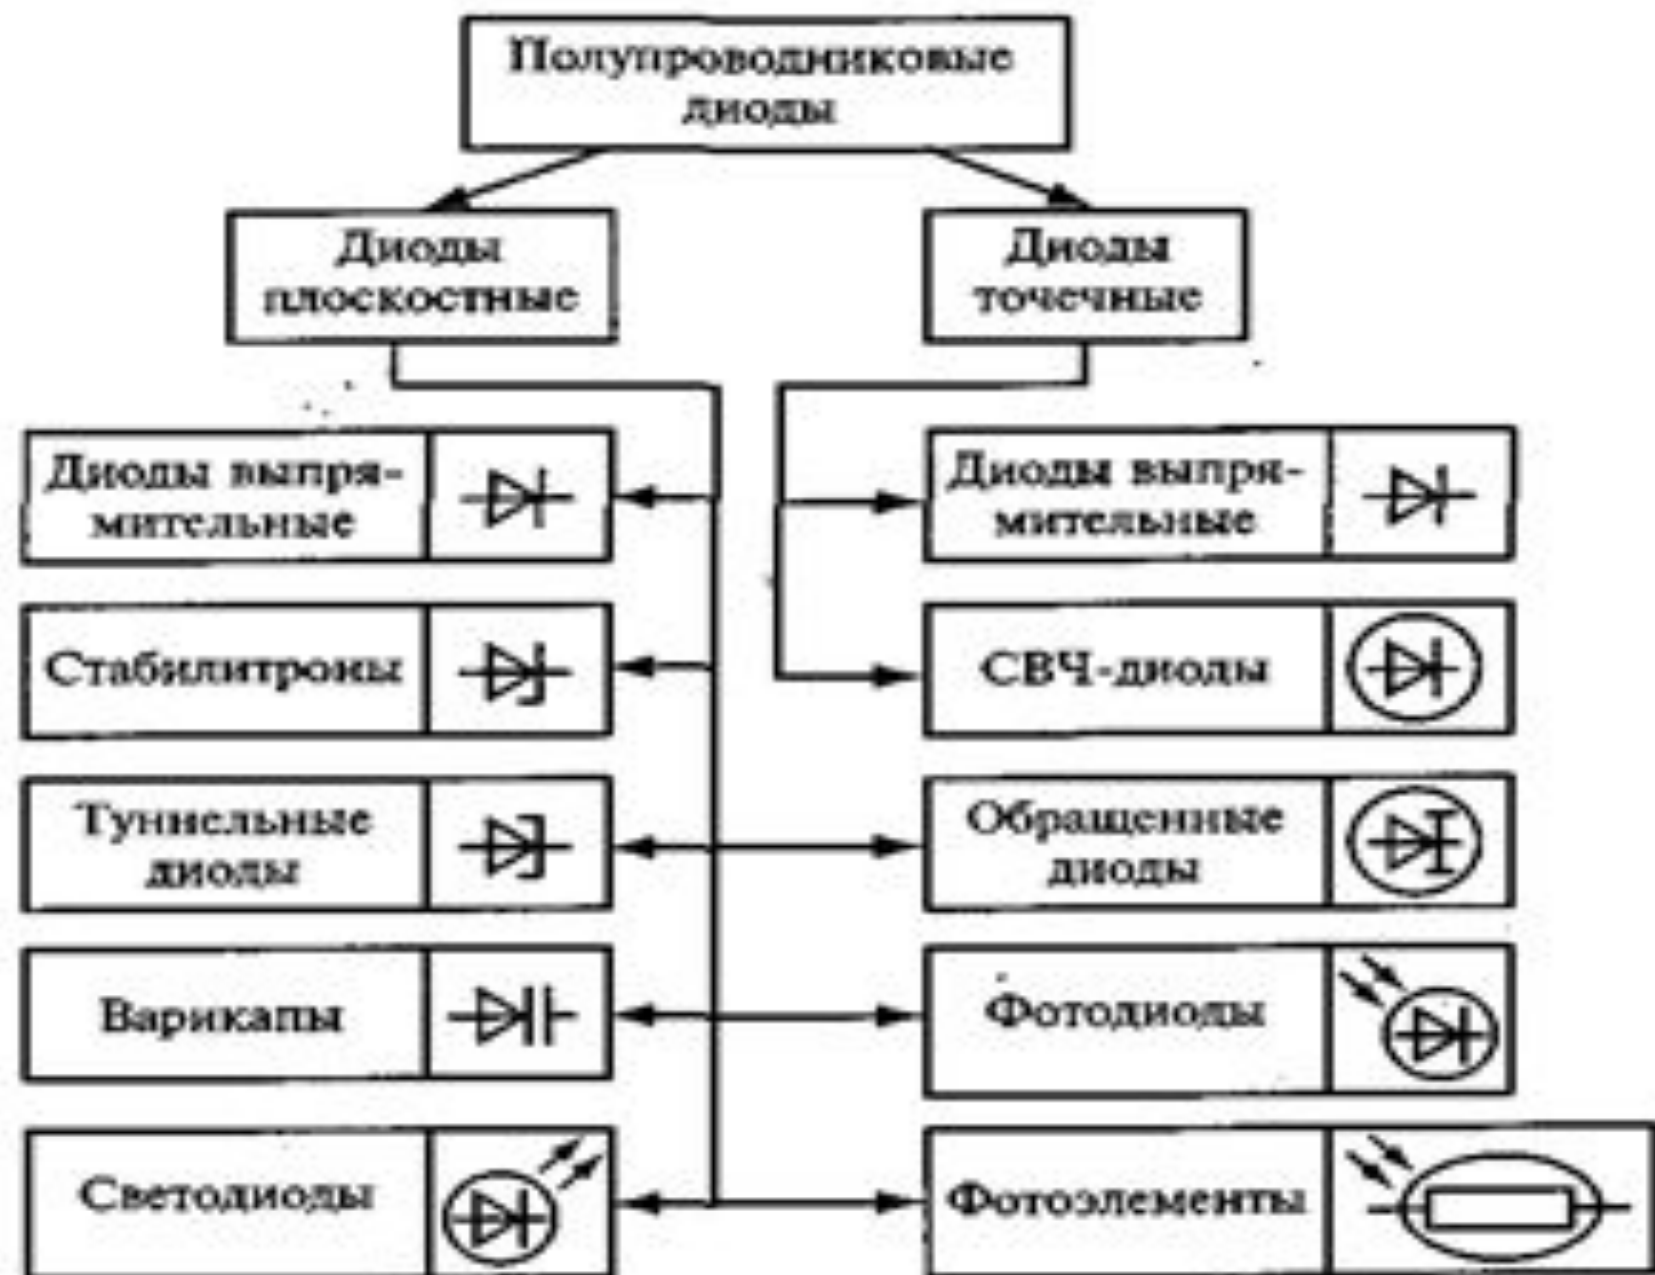 Полупроводниковые
диоды
Диоды
плоскостные
Диоды
точечные
Диоды выпря-
мительные
Диоды выпря-
мительные
Стабилитроны
СВЧ-диоды
Туннельные
диоды
Обращенные
диоды
Варикапы
Фотодиоды
Светодиоды
Фотоэлементы